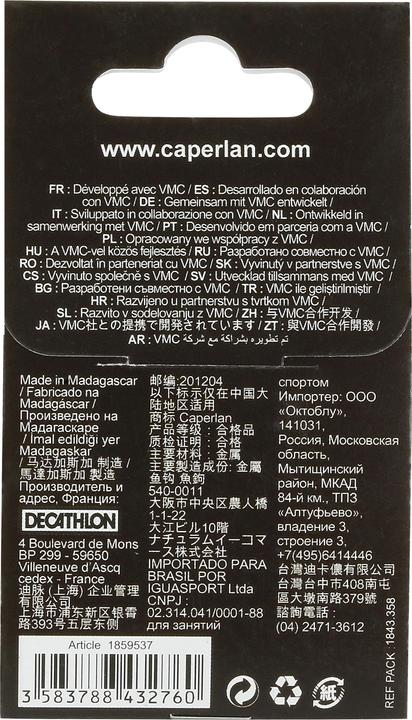 www.caperlan.com
FR : Développé avec VMC / ES : Desarrollado en colaboración
con VMC / DE : Gemeinsam mit VMC entwickelt /
IT : Sviluppato in collaborazione con VMC / NL : Ontwikkeld in
samenwerking met VMC / PT : Desenvolvido em parceria com a VMC /
PL : Opracowany we współpracy z VMC /
HU : A VMC-vel közös fejlesztés / RU : Разработано совместно с VMC /
RO : Dezvoltat în parteneriat cu VMC / SK : Vyvinutý v partnerstve s VMC /
CS : Vyvinuto společně s VMC / SV : Utvecklad tillsammans med VMC /
BG : Разработени съвместно с VMC / TR : VMC ile geliştirilmiştir /
HR : Razvijeno u partnerstvu s tvrtkom VMC /
SL : Razvito v sodelovanju z VMC / ZH : 与VMC合作开发 /
JA : VMC社との提携で開発されています / ZT : 與VMC合作開發 /
AR : VMC تم تطويره بشراكة مع شركة
Made in Madagascar
/ Fabricado na
Madagáscar /
Произведено на
Мадагаскаре
/ İmal edildiği yer
Madagaskar
/ 马达加斯加 制造 /
馬達加斯加 製造
Производитель и
адрес, Франция:
DECATHLON
4 Boulevard de Mons
BP 299 - 59650
Villeneuve d'Ascq
cedex - France
迪脉 (上海) 企业管理
有限公司
上海市浦东新区银霄
路393号五层东侧
邮编:201204
以下标示仅在中国大
陆地区适用
商标 Caperlan
产品等级：合格品
质检证明：合格
主要材料：金属
主要製造成份: 金屬
鱼钩 魚鉤
540-0011
大阪市中央区農人橋
1-1-22
大江ビル10階
ナチュラムイーコマ
ース株式会社
IMPORTADO PARA
BRASIL POR
IGUASPORT Ltda
CNPJ :
02.314.041/0001-88
для занятий
спортом
Импортер: ООО
«Октоблу»,
141031,
Россия, Московская
область,
Мытищинский
район, МКАД
84-й км., ТПЗ
«Алтуфьево»,
владение 3,
строение 3,
+7(495)6414446
台灣迪卡儂有限公司
台灣台中市408南屯
區大墩南路379號
諮詢電話：
(04) 2471-3612
Article 1859537
3 583788 432760
REF PACK : 1843.358